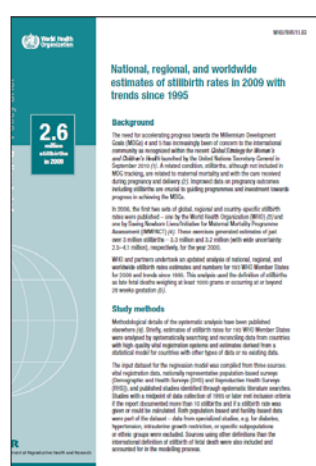 WHO/RHR/11.03
World Health
Organization
National, regional, and worldwide
estimates of stillbirth rates in 2009 with
trends since 1995
2.6
million
stillbirths
in 2009
Background
The need for accelerating progress towards the Millennium Development
Goals (MDGs) 4 and 5 has increasingly been of concern to the international
community as recognized within the recent Global Strategy for Women's
and Children's Health launched by the United Nations Secretary General in
September 2010 (1). A related condition, stillbirths, although not included in
MDG tracking, are related to maternal mortality and with the care received
during pregnancy and delivery (2). Improved data on pregnancy outcomes
including stillbirths are crucial to guiding programmes and investment towards
progress in achieving the MDGs.
In 2006, the first two sets of global, regional and country-specific stillbirth
rates were published – one by the World Health Organization (WHO) (3) and
one by Saving Newborn Lives/Initiative for Maternal Mortality Programme
Assessment (IMMPACT) (4). These exercises generated estimates of just
over 3 million stillbirths – 3.3 million and 3.2 million (with wide uncertainty:
2.5–4.1 million), respectively, for the year 2000.
WHO and partners undertook an updated analysis of national, regional, and
worldwide stillbirth rates estimates and numbers for 193 WHO Member States
for 2009 and trends since 1995. This analysis used the definition of stillbirths
as late fetal deaths weighing at least 1000 grams or occurring at or beyond
28 weeks gestation (5).
Study methods
Methodological details of the systematic analysis have been published
elsewhere (6). Briefly, estimates of stillbirth rates for 193 WHO Member States
were analysed by systematically searching and reconciling data from countries
with high quality vital registration systems and estimates derived from a
statistical model for countries with other types of data or no existing data.
The input dataset for the regression model was compiled from three sources:
vital registration data, nationally representative population-based surveys
(Demographic and Health Surveys (DHS) and Reproductive Health Surveys
(RHS)), and published studies identified through systematic literature searches.
Studies with a midpoint of data collection of 1995 or later met inclusion criteria
if the report documented more than 10 stillbirths and if a stillbirth rate was
given or could be calculated. Both population based and facility based data
were part of the dataset – data from specialized studies, e.g. for diabetes,
hypertension, intrauterine growth restriction, or specific subpopulations
or ethnic groups were excluded. Sources using other definitions than the
international definition of stillbirth of fetal death were also included and
accounted for in the modelling process.
R
Department of Reproductive Health and Research